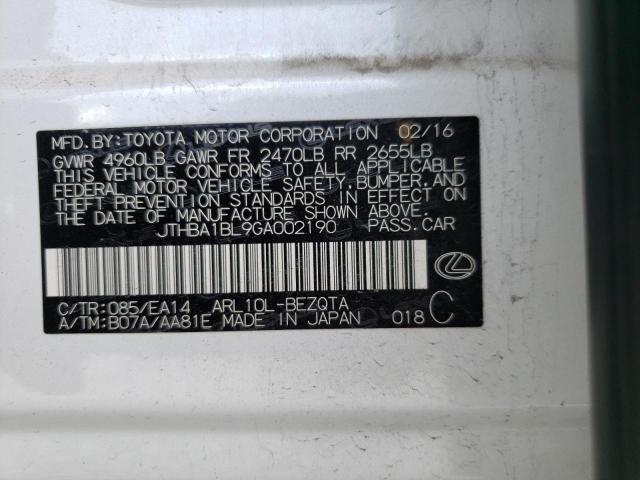 MFD.BY:TOYOTA MOTOR CORPORATION 02/16
GVWR 4960LB GAWR FR 2470LB RR 2655LB
THIS VEHICLE CONFORMS TO ALL APPLICABLE
FEDERAL MOTOR VEHICLE SAFETY,BUMPER,AND
THEFT PREVENTION STANDARDS IN EFFECT ON
THE DATE OF MANUFACTURE SHOWN ABOVE.
JTHBA1BL9GA002190 PASS.CAR
C/TR:085/EA14 ARL10L-BEZQTA C
A/TM:B07A/AA81E MADE IN JAPAN 018